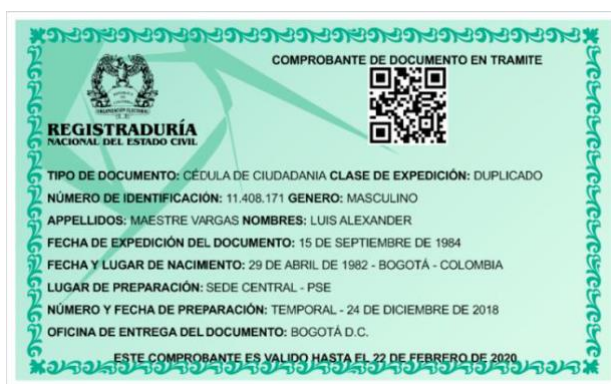 COMPROBANTE DE DOCUMENTO EN TRAMITE
REGISTRADURÍA
NACIONAL DEL ESTADO CIVIL
TIPO DE DOCUMENTO: CÉDULA DE CIUDADANIA CLASE DE EXPEDICIÓN: DUPLICADO
NÚMERO DE IDENTIFICACIÓN: 11.408.171 GENERO: MASCULINO
APPELLIDOS: MAESTRE VARGAS NOMBRES: LUIS ALEXANDER
FECHA DE EXPEDICIÓN DEL DOCUMENTO: 15 DE SEPTIEMBRE DE 1984
FECHA Y LUGAR DE NACIMIENTO: 29 DE ABRIL DE 1982 - BOGOTÁ - COLOMBIA
LUGAR DE PREPARACIÓN: SEDE CENTRAL - PSE
NÚMERO Y FECHA DE PREPARACIÓN: TEMPORAL - 24 DE DICIEMBRE DE 2018
OFICINA DE ENTREGA DEL DOCUMENTO: BOGOTÁ D.C.
ESTE COMPROBANTE ES VALIDO HASTA EL 22 DE FEBRERO DE 2020